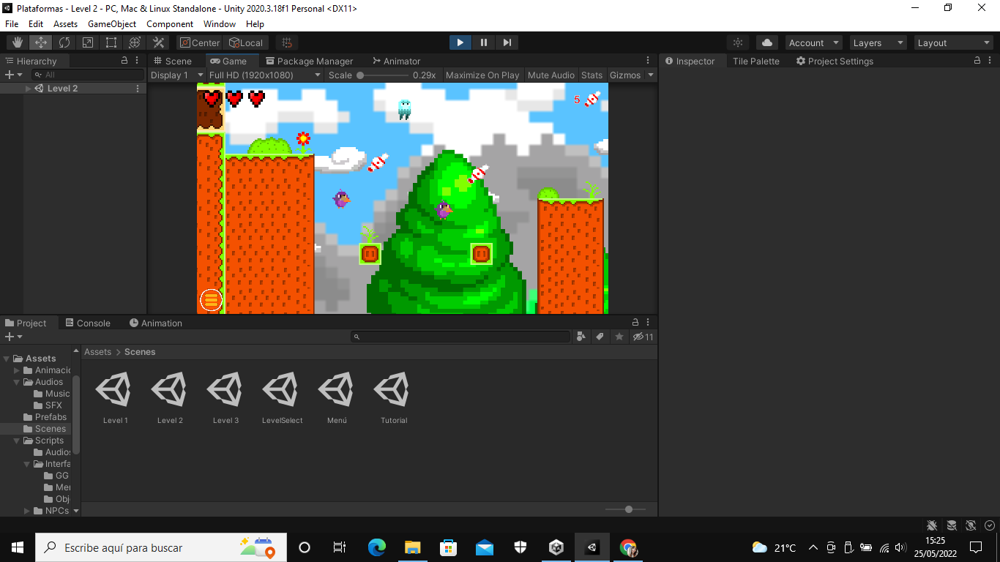 Plataformas - Level 2 - PC, Mac & Linux Standalone - Unity 2020.3.18f1 Personal <DX11>
File Edit Assets GameObject Component Window Help
Center Local Account Layers Layout
Hierarchy Scene Game Package Manager Animator Inspector Tile Palette Project Settings
All Display 1 Full HD (1920x1080) Scale 0.29x Maximize On Play Mute Audio Stats Gizmos
Level 2
5
Project Console Animation
11
Assets Assets > Scenes
Animacio
Audios
Music
SFX
Prefabs
Scenes
Level 1 Level 2 Level 3 LevelSelect Menú Tutorial
Scripts
Audios
Interfa
GG
Mer
Obj
NPCs
Escribe aquí para buscar 21°C 15:25
25/05/2022